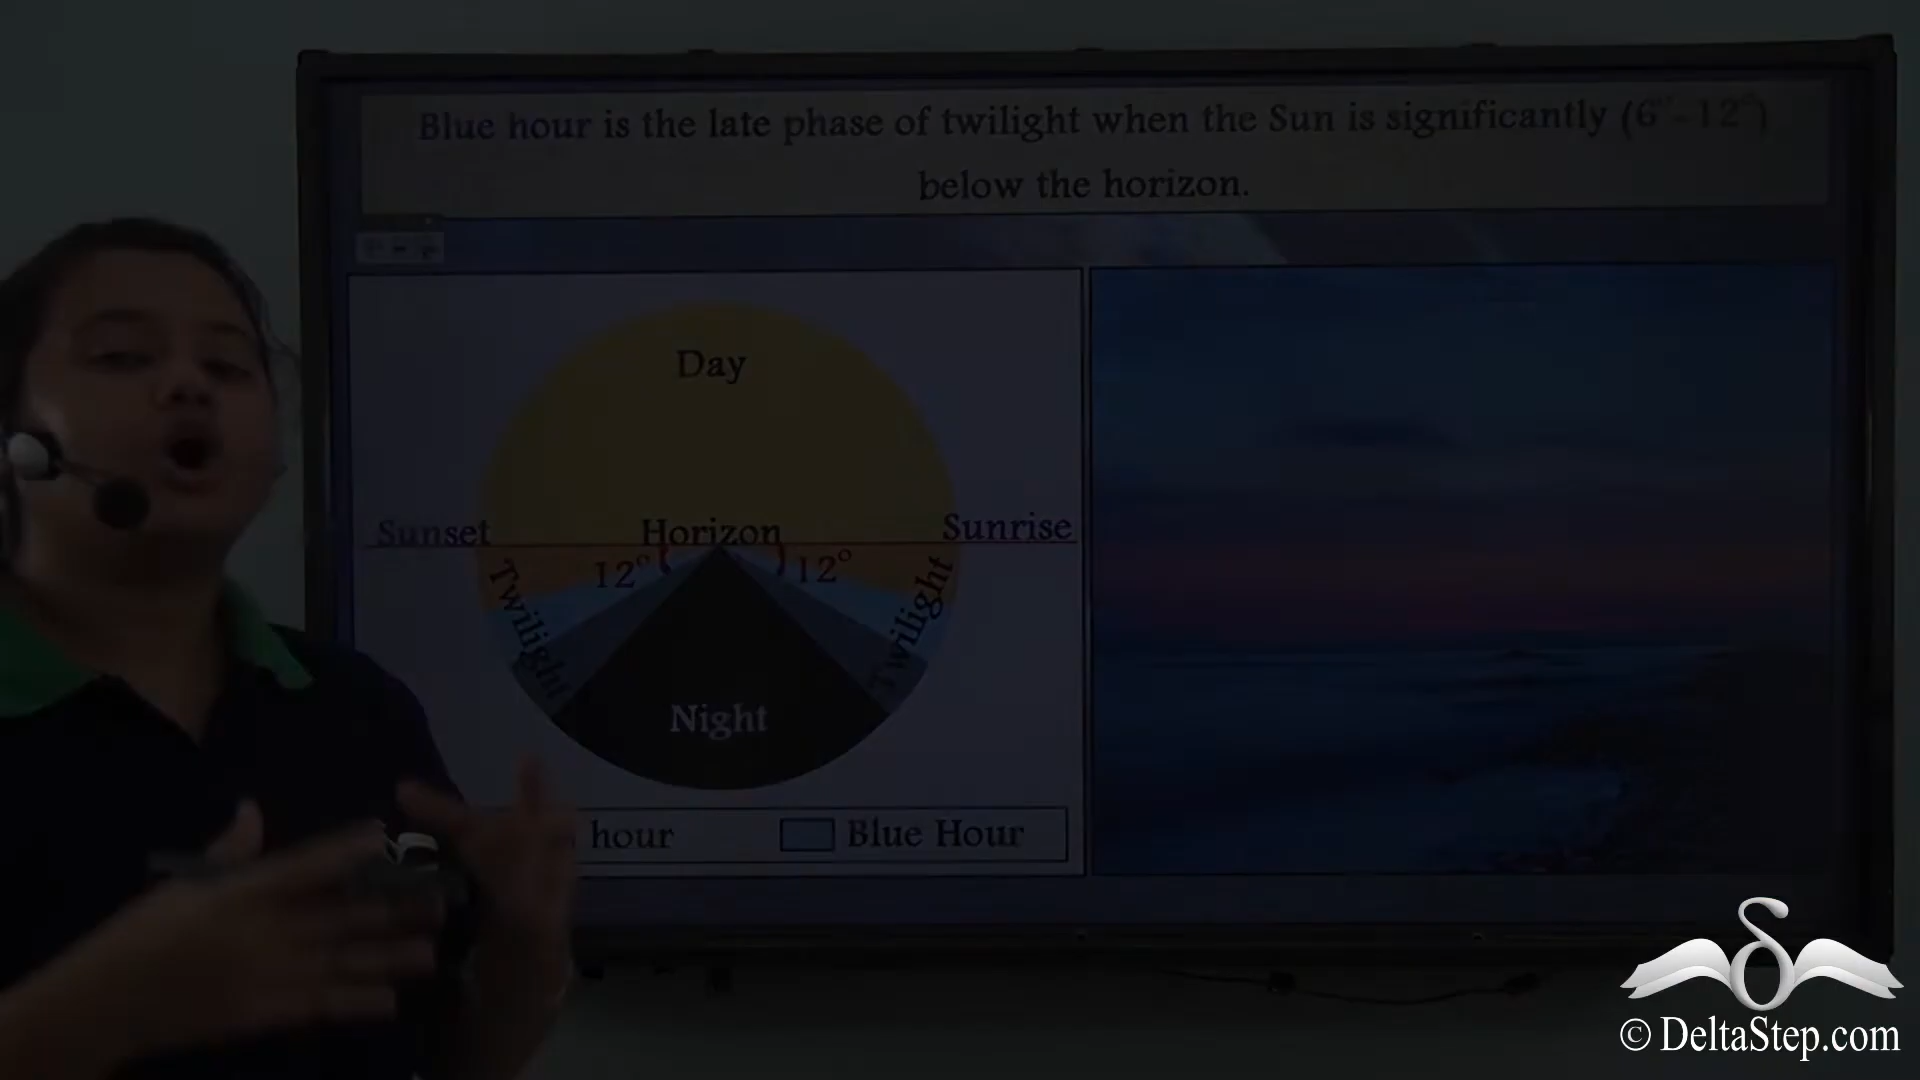 Blue hour is the late phase of twilight when the Sun is significantly (6°-12°)
below the horizon.
Day
Sunset
Horizon
Sunrise
12°
12°
Twilight
Twilight
Night
hour
Blue Hour
© DeltaStep.com